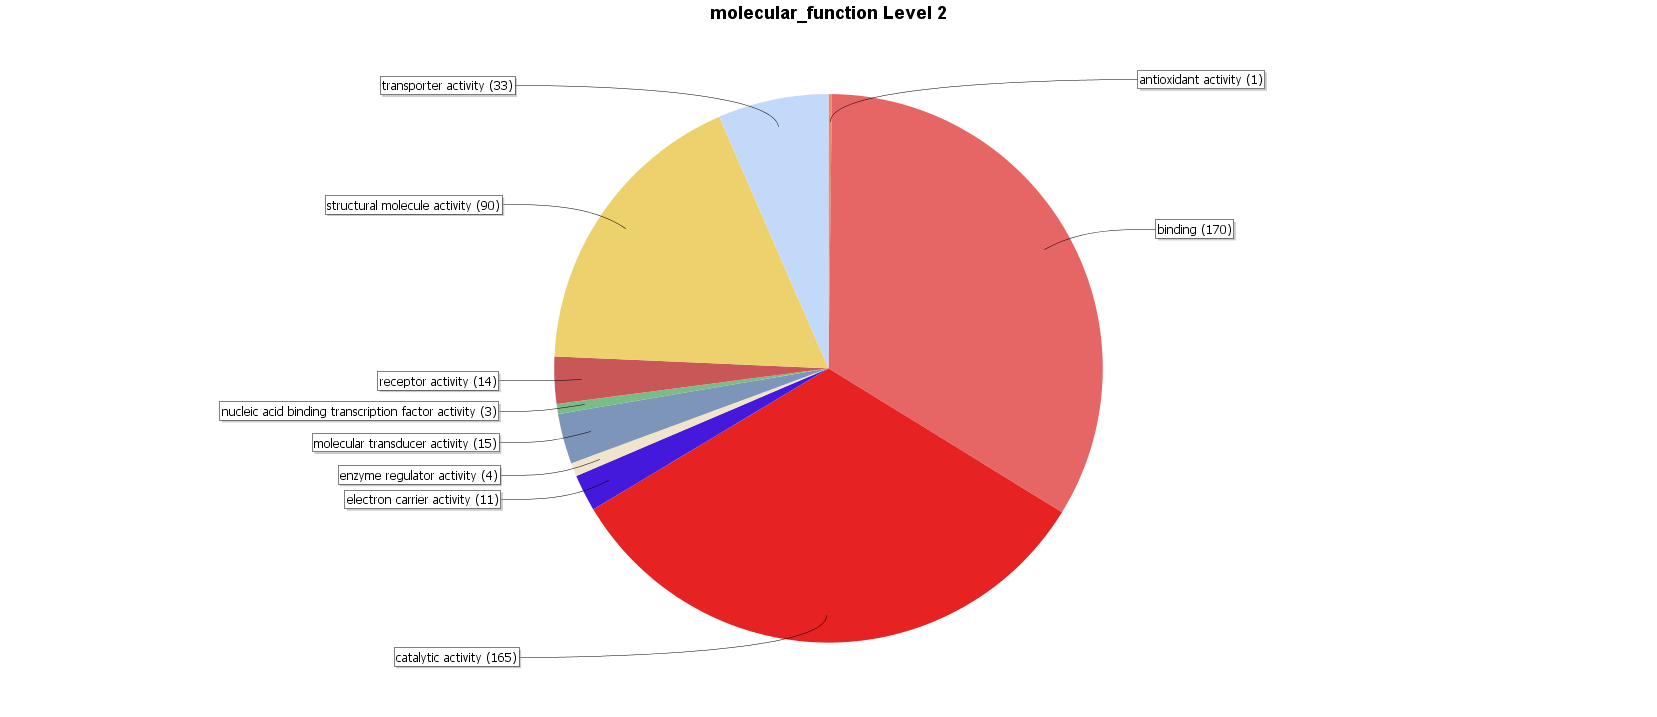 molecular_function Level 2
transporter activity (33)
antioxidant activity (1)
structural molecule activity (90)
binding (170)
receptor activity (14)
nucleic acid binding transcription factor activity (3)
molecular transducer activity (15)
enzyme regulator activity (4)
electron carrier activity (11)
catalytic activity (165)